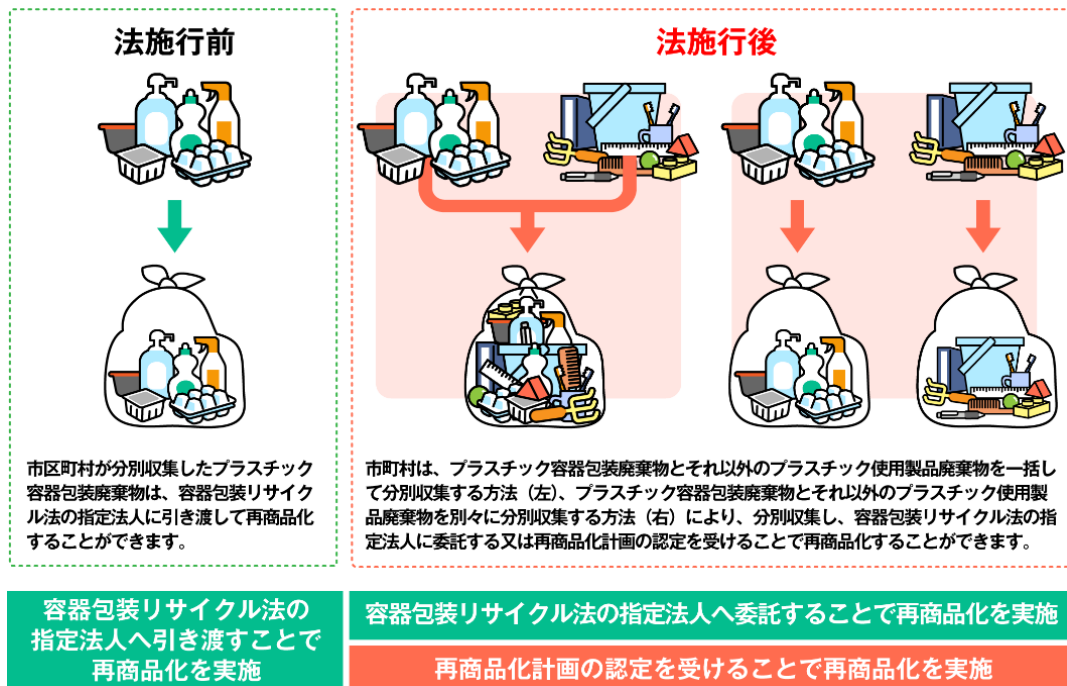 法施行前
市区町村が分別収集したプラスチック
容器包装廃棄物は、容器包装リサイク
ル法の指定法人に引き渡して再商品化
することができます。
容器包装リサイクル法の
指定法人へ引き渡すことで
再商品化を実施
法施行後
市町村は、プラスチック容器包装廃棄物とそれ以外のプラスチック使用製品廃棄物を一括し
て分別収集する方法（左）、プラスチック容器包装廃棄物とそれ以外のプラスチック使用製
品廃棄物を別々に分別収集する方法（右）により、分別収集し、容器包装リサイクル法の指
定法人に委託する又は再商品化計画の認定を受けることで再商品化することができます。
容器包装リサイクル法の指定法人へ委託することで再商品化を実施
再商品化計画の認定を受けることで再商品化を実施